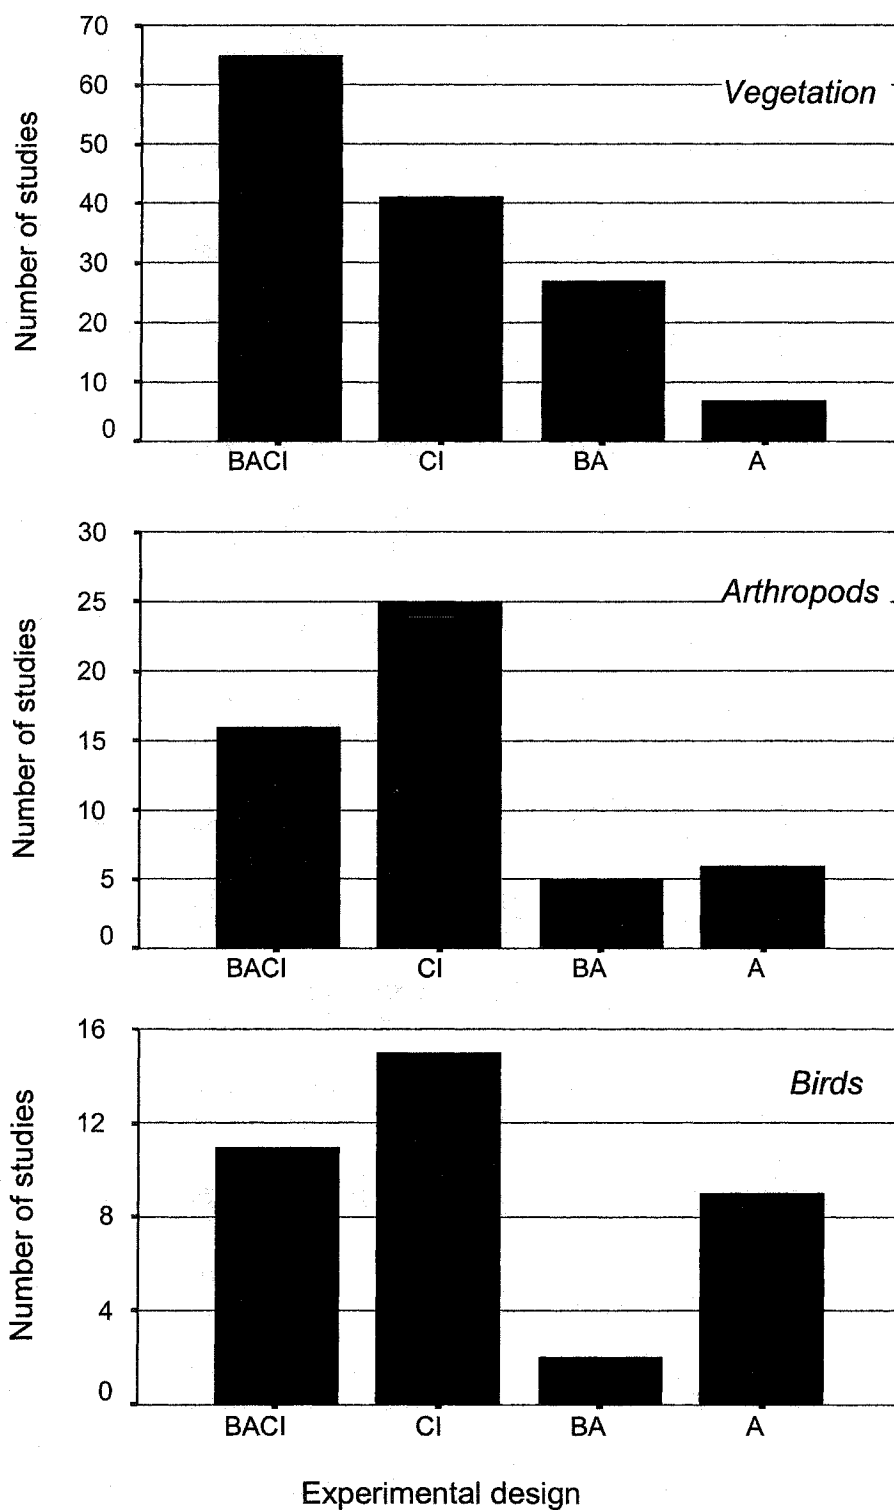 70
60
50
40
30
20
10
0
Number of studies
Vegetation
BACI CI BA A
30
25
20
15
10
5
0
Number of studies
Arthropods
BACI CI BA A
16
12
8
4
0
Number of studies
Birds
BACI CI BA A
Experimental design